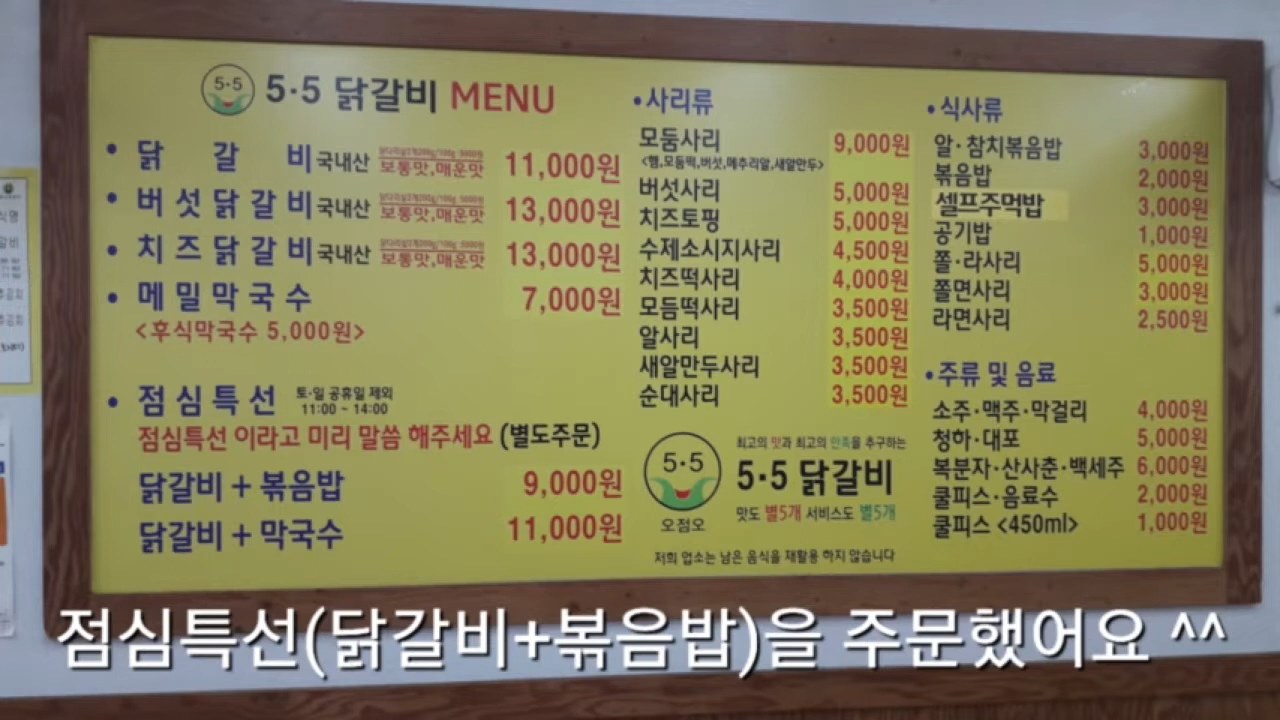 5·5 5·5 닭갈비 MENU
• 닭 갈 비 국내산 보통맛,매운맛 11,000원
• 버섯닭갈비 국내산 보통맛,매운맛 13,000원
• 치즈닭갈비 국내산 보통맛,매운맛 13,000원
• 메밀막국수 7,000원
<후식막국수 5,000원>
• 점심특선 토·일 공휴일 제외
11:00 ~ 14:00
점심특선 이라고 미리 말씀 해주세요 (별도주문)
닭갈비 + 볶음밥 9,000원
닭갈비 + 막국수 11,000원
• 사리류
모둠사리 9,000원
<햄,모둠떡,버섯,메추리알,새알만두>
버섯사리 5,000원
치즈토핑 5,000원
수제소시지사리 4,500원
치즈떡사리 4,000원
모듬떡사리 3,500원
알사리 3,500원
새알만두사리 3,500원
순대사리 3,500원
5·5
오점오
최고의 맛과 최고의 만족을 추구하는
5·5 닭갈비
맛도 별5개 서비스도 별5개
저희 업소는 남은 음식을 재활용 하지 않습니다
• 식사류
알·참치볶음밥 3,000원
볶음밥 2,000원
셀프주먹밥 3,000원
공기밥 1,000원
쫄·라사리 5,000원
쫄면사리 3,000원
라면사리 2,500원
• 주류 및 음료
소주·맥주·막걸리 4,000원
청하·대포 5,000원
복분자·산사춘·백세주 6,000원
쿨피스·음료수 2,000원
쿨피스 <450ml> 1,000원
점심특선(닭갈비+볶음밥)을 주문했어요 ^^